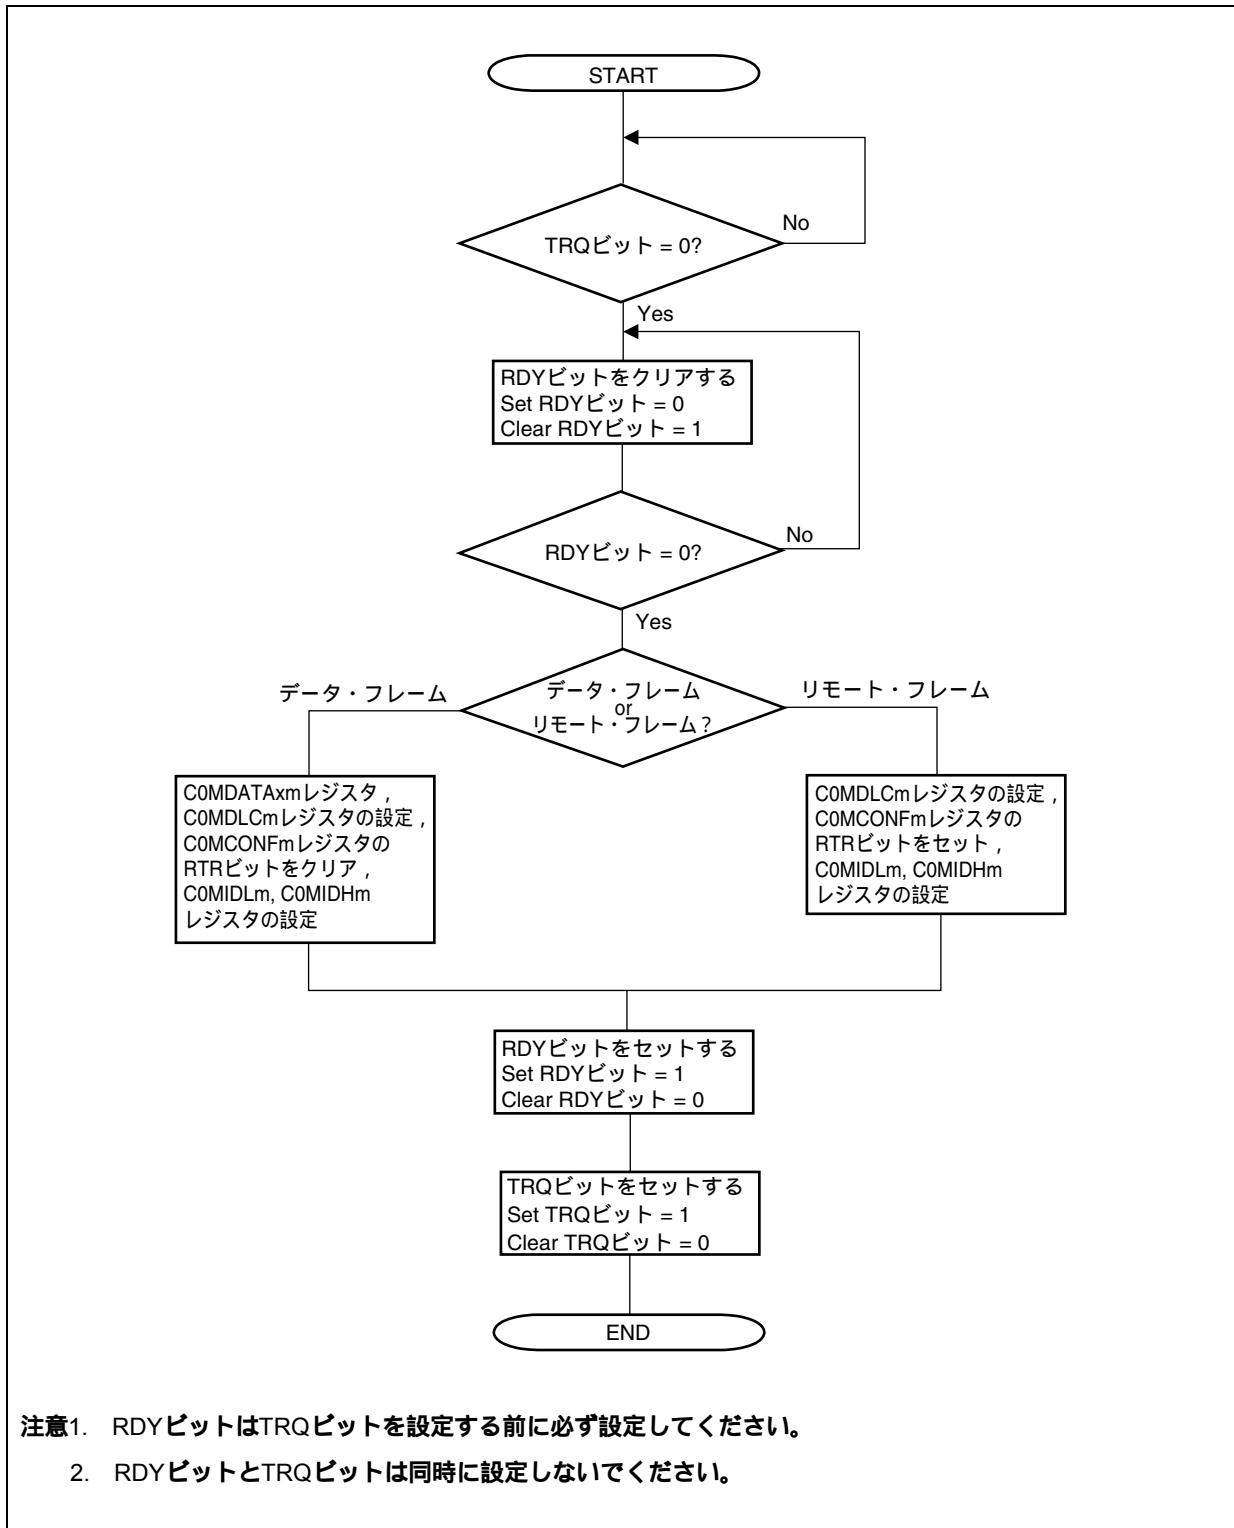 START
No
TRQビット = 0?
Yes
RDYビットをクリアする
Set RDYビット = 0
Clear RDYビット = 1
No
RDYビット = 0?
Yes
データ・フレーム
データ・フレーム
or
リモート・フレーム？
リモート・フレーム
C0MDATAxmレジスタ，
C0MDLCmレジスタの設定，
C0MCONFmレジスタの
RTRビットをクリア，
C0MIDLm, C0MIDHm
レジスタの設定
C0MDLCmレジスタの設定，
C0MCONFmレジスタの
RTRビットをセット，
C0MIDLm, C0MIDHm
レジスタの設定
RDYビットをセットする
Set RDYビット = 1
Clear RDYビット = 0
TRQビットをセットする
Set TRQビット = 1
Clear TRQビット = 0
END
注意1. RDYビットはTRQビットを設定する前に必ず設定してください。
2. RDYビットとTRQビットは同時に設定しないでください。